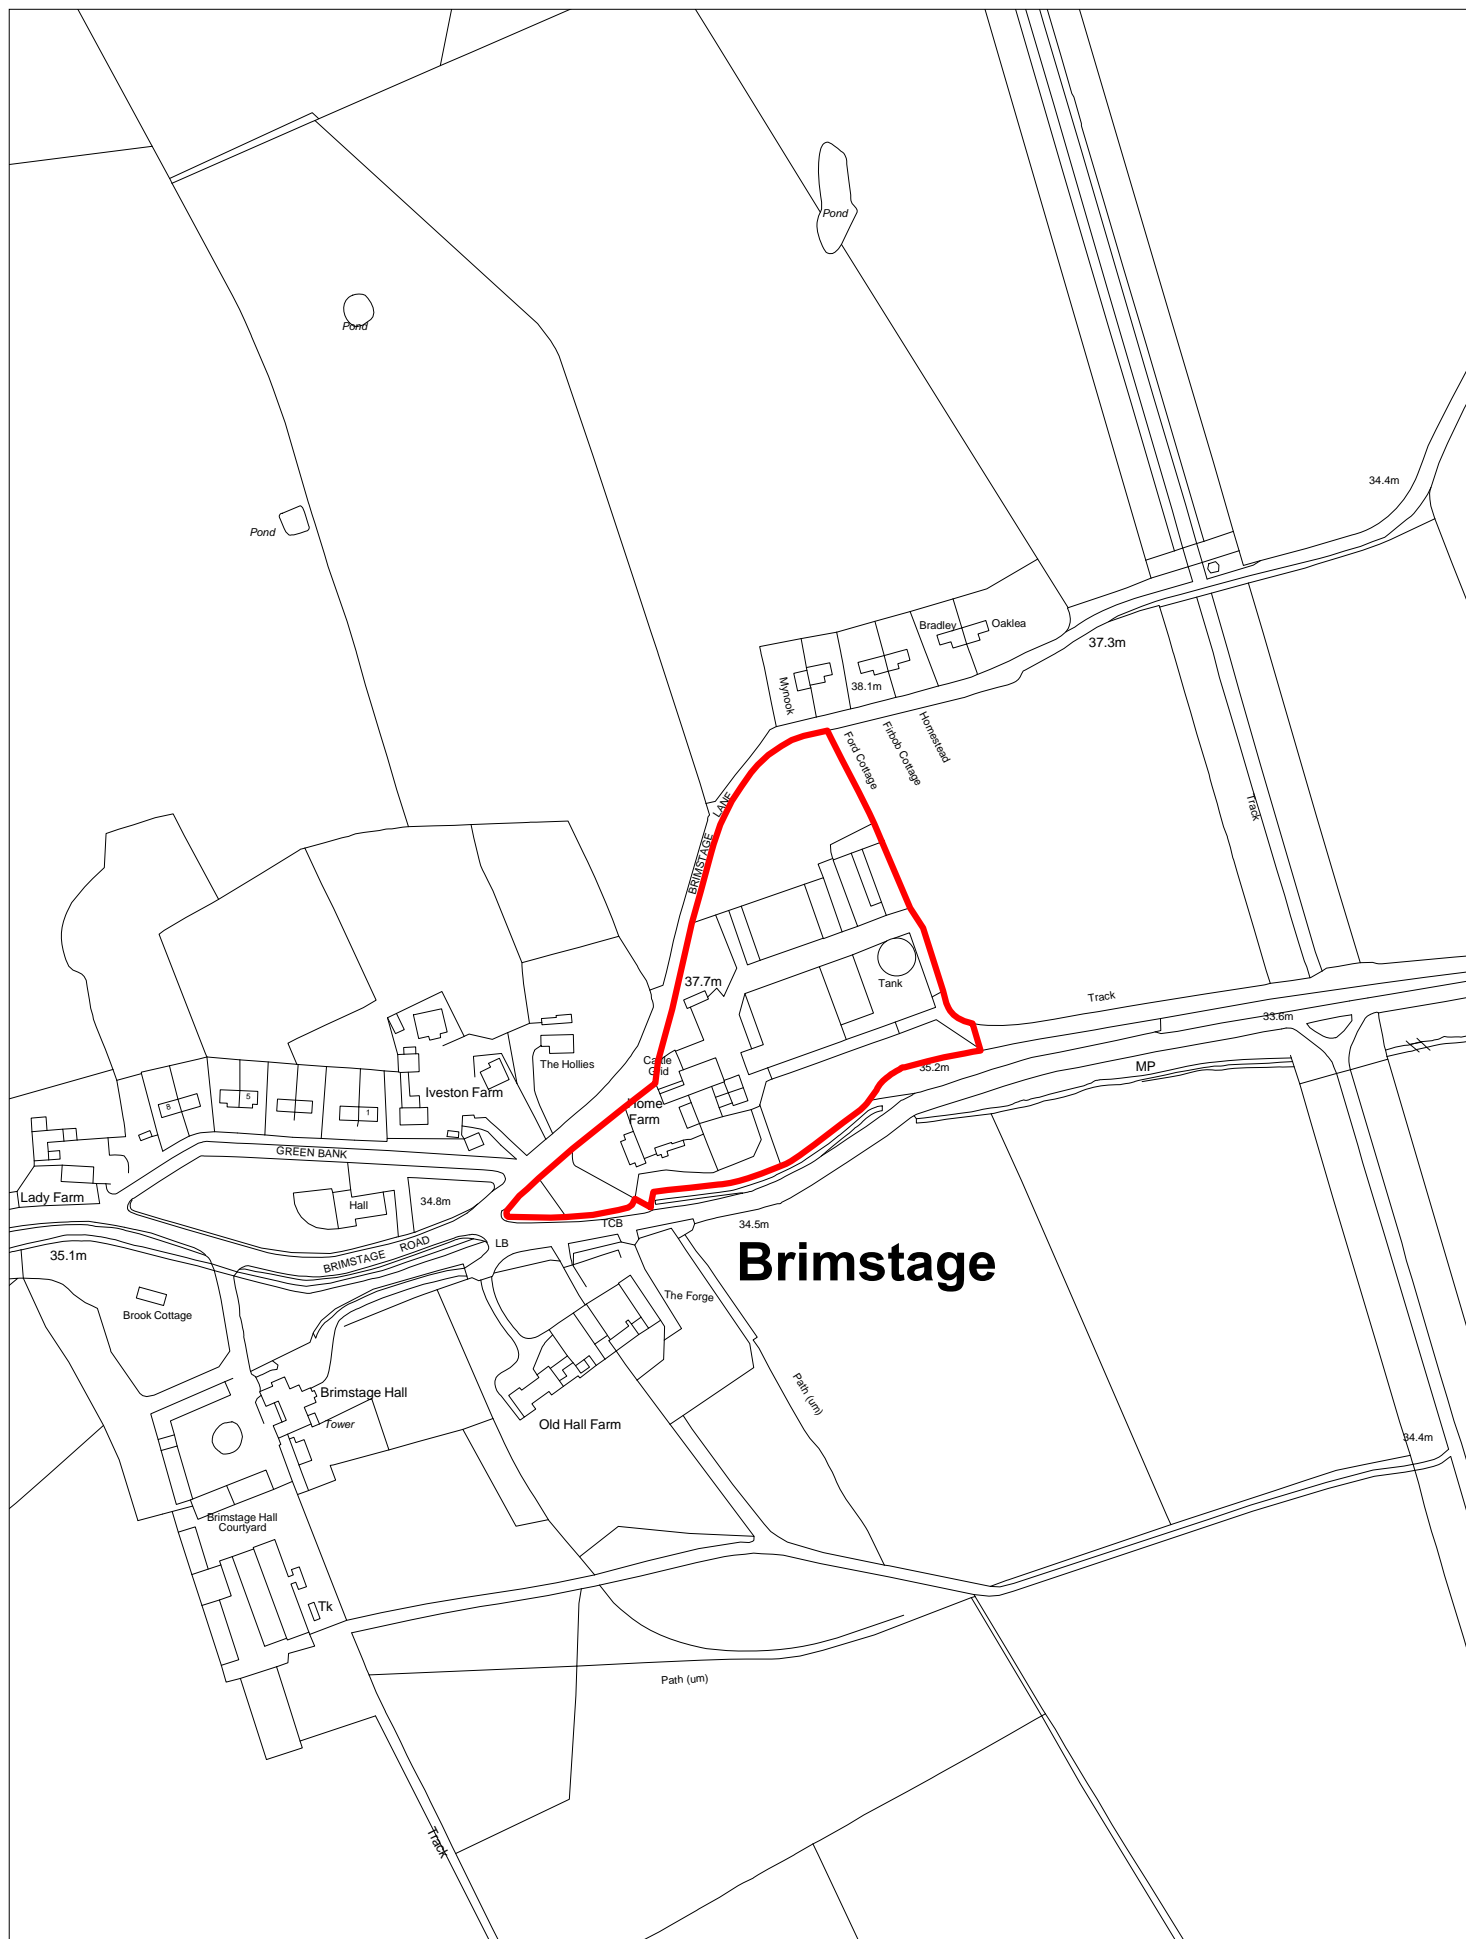 Pond
Pond
Pond
34.4m
Bradley
Oaklea
37.3m
Mynook
38.1m
Homestead
Firbob Cottage
Ford Cottage
BRIMSTAGE LANE
Track
37.7m
Tank
Track
33.6m
The Hollies
Cattle
Grid
35.2m
MP
Iveston Farm
Home
Farm
8
5
1
GREEN BANK
Lady Farm
Hall
34.8m
TCB
34.5m
LB
BRIMSTAGE ROAD
35.1m
Brimstage
Brook Cottage
The Forge
Brimstage Hall
Tower
Old Hall Farm
Path (um)
34.4m
Brimstage Hall
Courtyard
Tk
Path (um)
Track